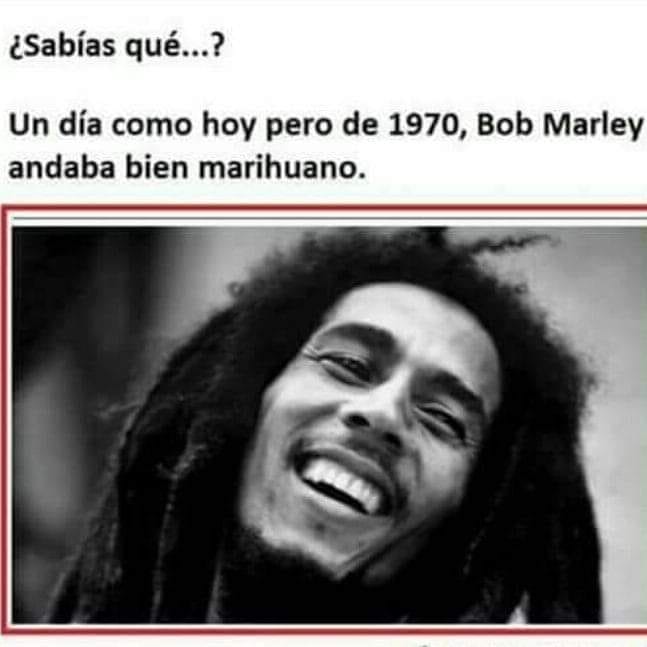 ¿Sabías qué...?
Un día como hoy pero de 1970, Bob Marley
andaba bien marihuano.